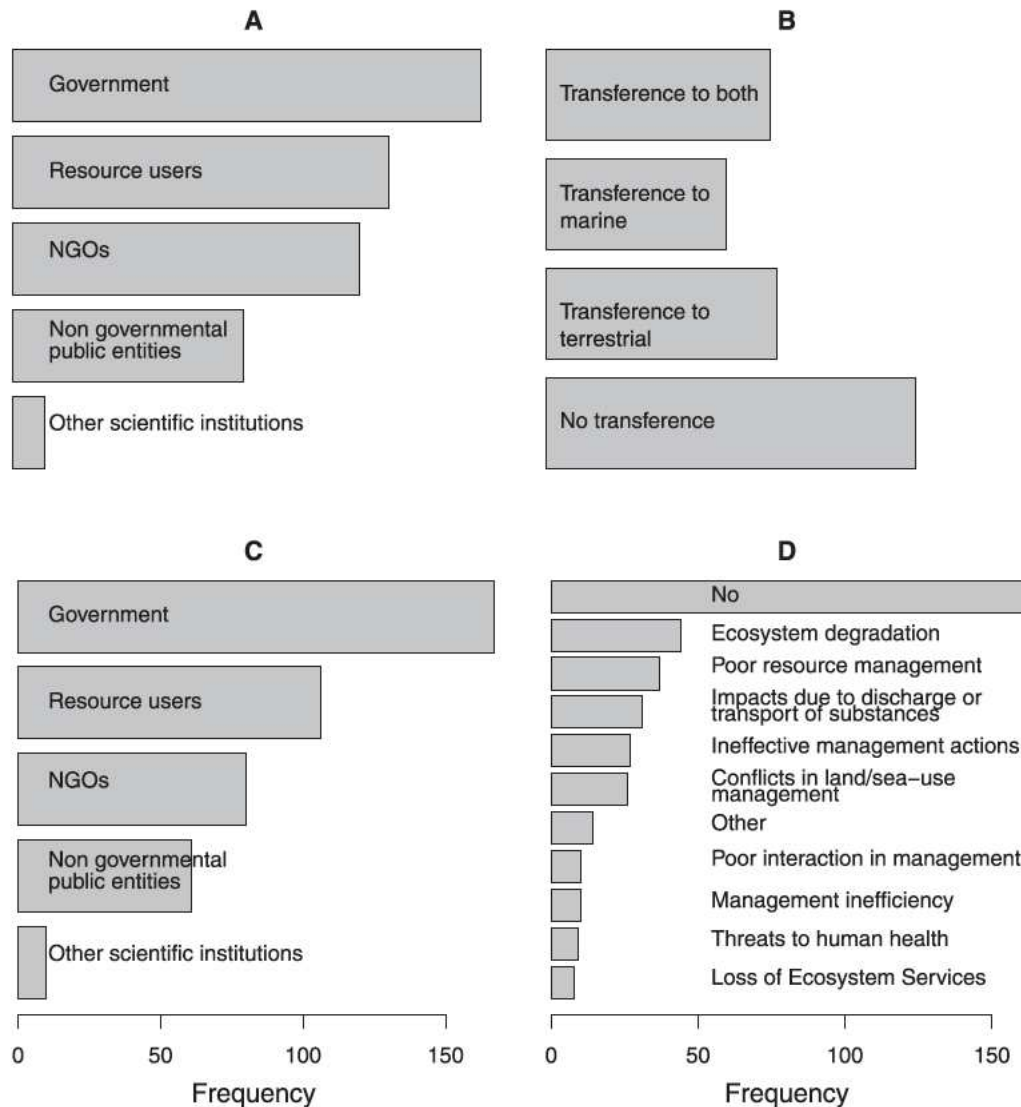 A
Government
Resource users
NGOs
Non governmental
public entities
Other scientific institutions
B
Transference to both
Transference to
marine
Transference to
terrestrial
No transference
C
Government
Resource users
NGOs
Non governmental
public entities
Other scientific institutions
0 50 100 150
Frequency
D
No
Ecosystem degradation
Poor resource management
Impacts due to discharge or
transport of substances
Ineffective management actions
Conflicts in land/sea-use
management
Other
Poor interaction in management
Management inefficiency
Threats to human health
Loss of Ecosystem Services
0 50 100 150
Frequency